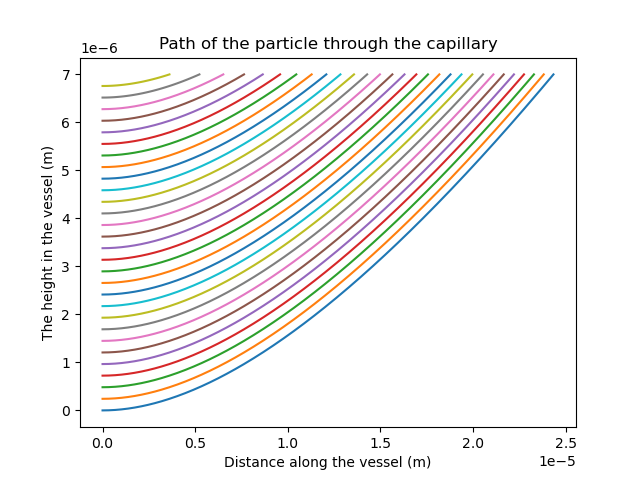 Path of the particle through the capillary
1e−6
7
6
5
4
3
2
1
0
The height in the vessel (m)
0.0 0.5 1.0 1.5 2.0 2.5
Distance along the vessel (m)
1e−5